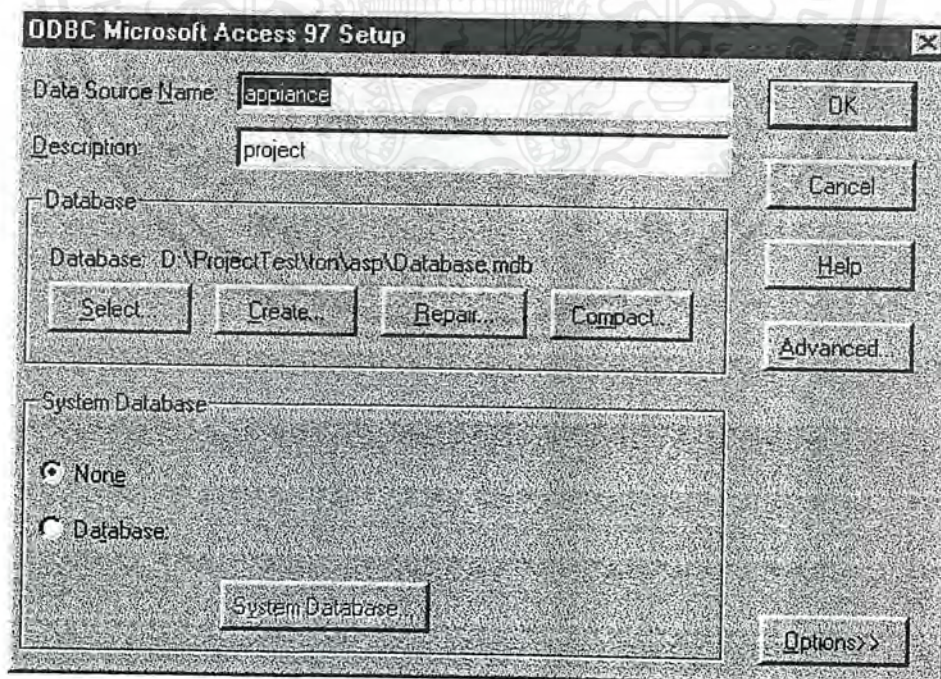 ODBC Microsoft Access 97 Setup
Data Source Name: appiance
OK
Description: project
Cancel
Database
Database: D:\ProjectTest\ton\asp\Database.mdb
Help
Select... Create... Repair... Compact...
Advanced...
System Database
None
Database:
System Database...
Options>>